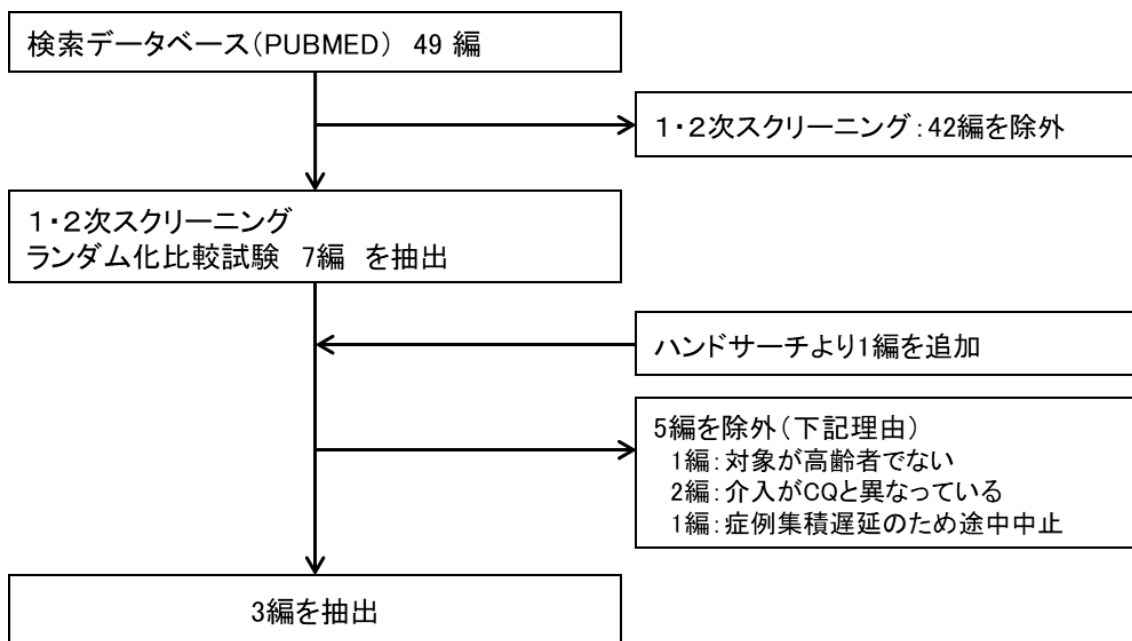 検索データベース（PUBMED） 49 編
１・２次スクリーニング：42編を除外
１・２次スクリーニング
ランダム化比較試験 7編 を抽出
ハンドサーチより1編を追加
5編を除外（下記理由）
1編：対象が高齢者でない
2編：介入がCQと異なっている
1編：症例集積遅延のため途中中止
3編を抽出